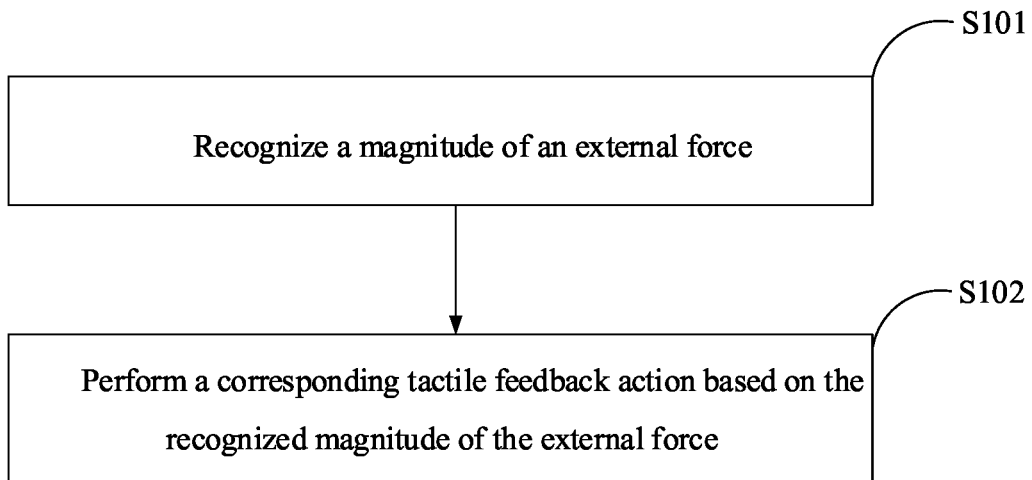 S101
Recognize a magnitude of an external force
S102
Perform a corresponding tactile feedback action based on the
recognized magnitude of the external force